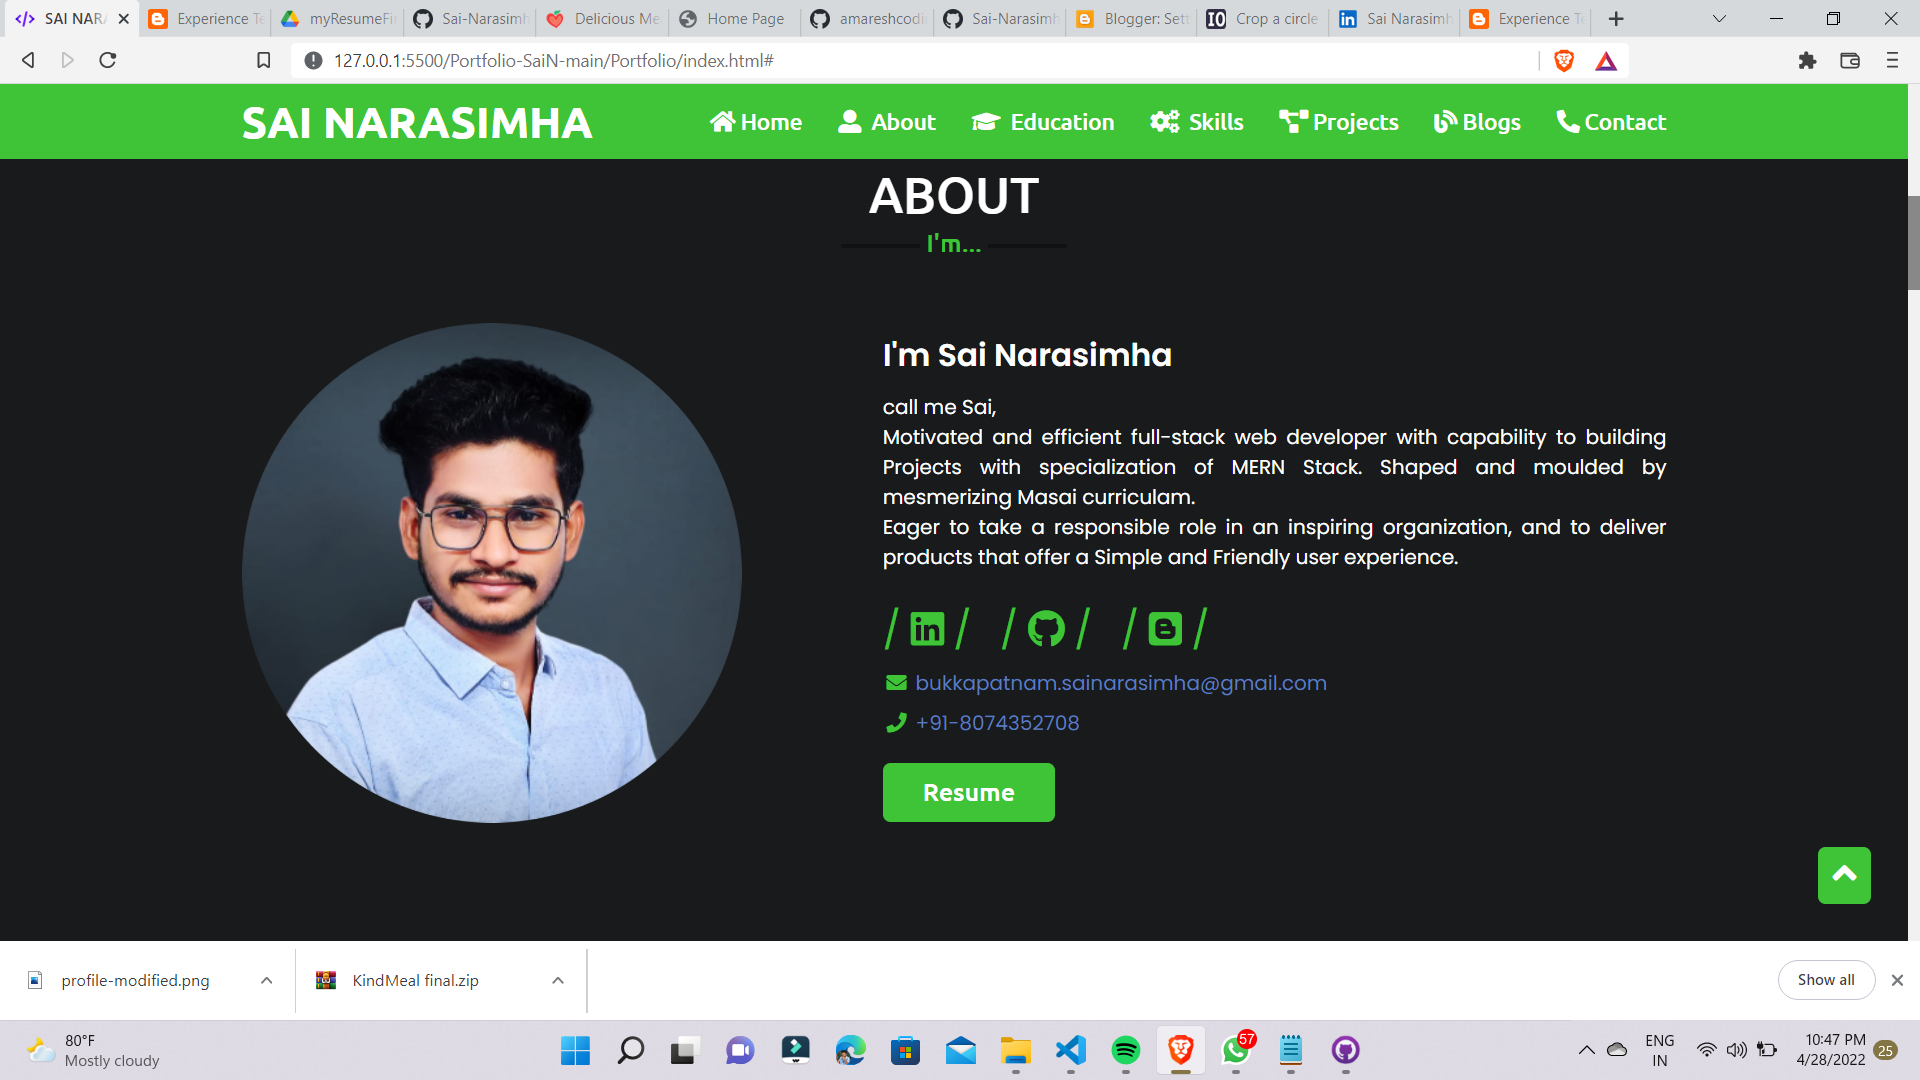 SAI NARA
Experience Te
myResumeFi
Sai-Narasimh
Delicious Me
Home Page
amareshcodi
Sai-Narasimh
Blogger: Sett
Crop a circle
Sai Narasimh
Experience Te
127.0.0.1:5500/Portfolio-SaiN-main/Portfolio/index.html#
SAI NARASIMHA
Home
About
Education
Skills
Projects
Blogs
Contact
ABOUT
I'm...
I'm Sai Narasimha
call me Sai,
Motivated and efficient full-stack web developer with capability to building
Projects with specialization of MERN Stack. Shaped and moulded by
mesmerizing Masai curriculam.
Eager to take a responsible role in an inspiring organization, and to deliver
products that offer a Simple and Friendly user experience.
/ in / / / / /
bukkapatnam.sainarasimha@gmail.com
+91-8074352708
Resume
profile-modified.png
KindMeal final.zip
Show all
80°F
Mostly cloudy
57
ENG
IN
10:47 PM
4/28/2022
25